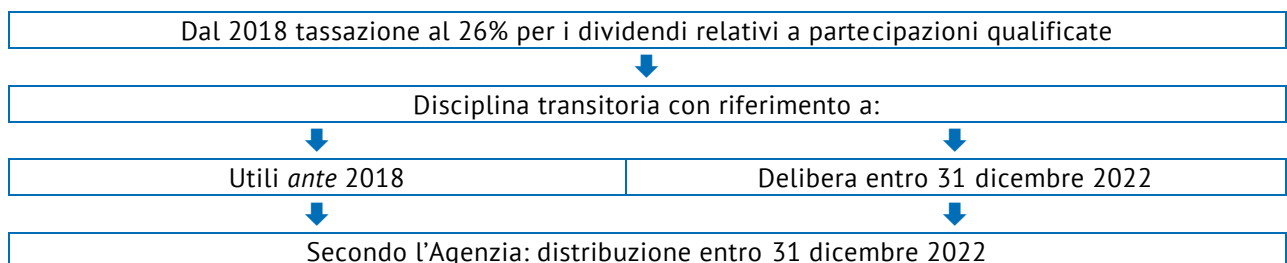 Dal 2018 tassazione al 26% per i dividendi relativi a partecipazioni qualificate
Disciplina transitoria con riferimento a:
Utili ante 2018
Delibera entro 31 dicembre 2022
Secondo l’Agenzia: distribuzione entro 31 dicembre 2022